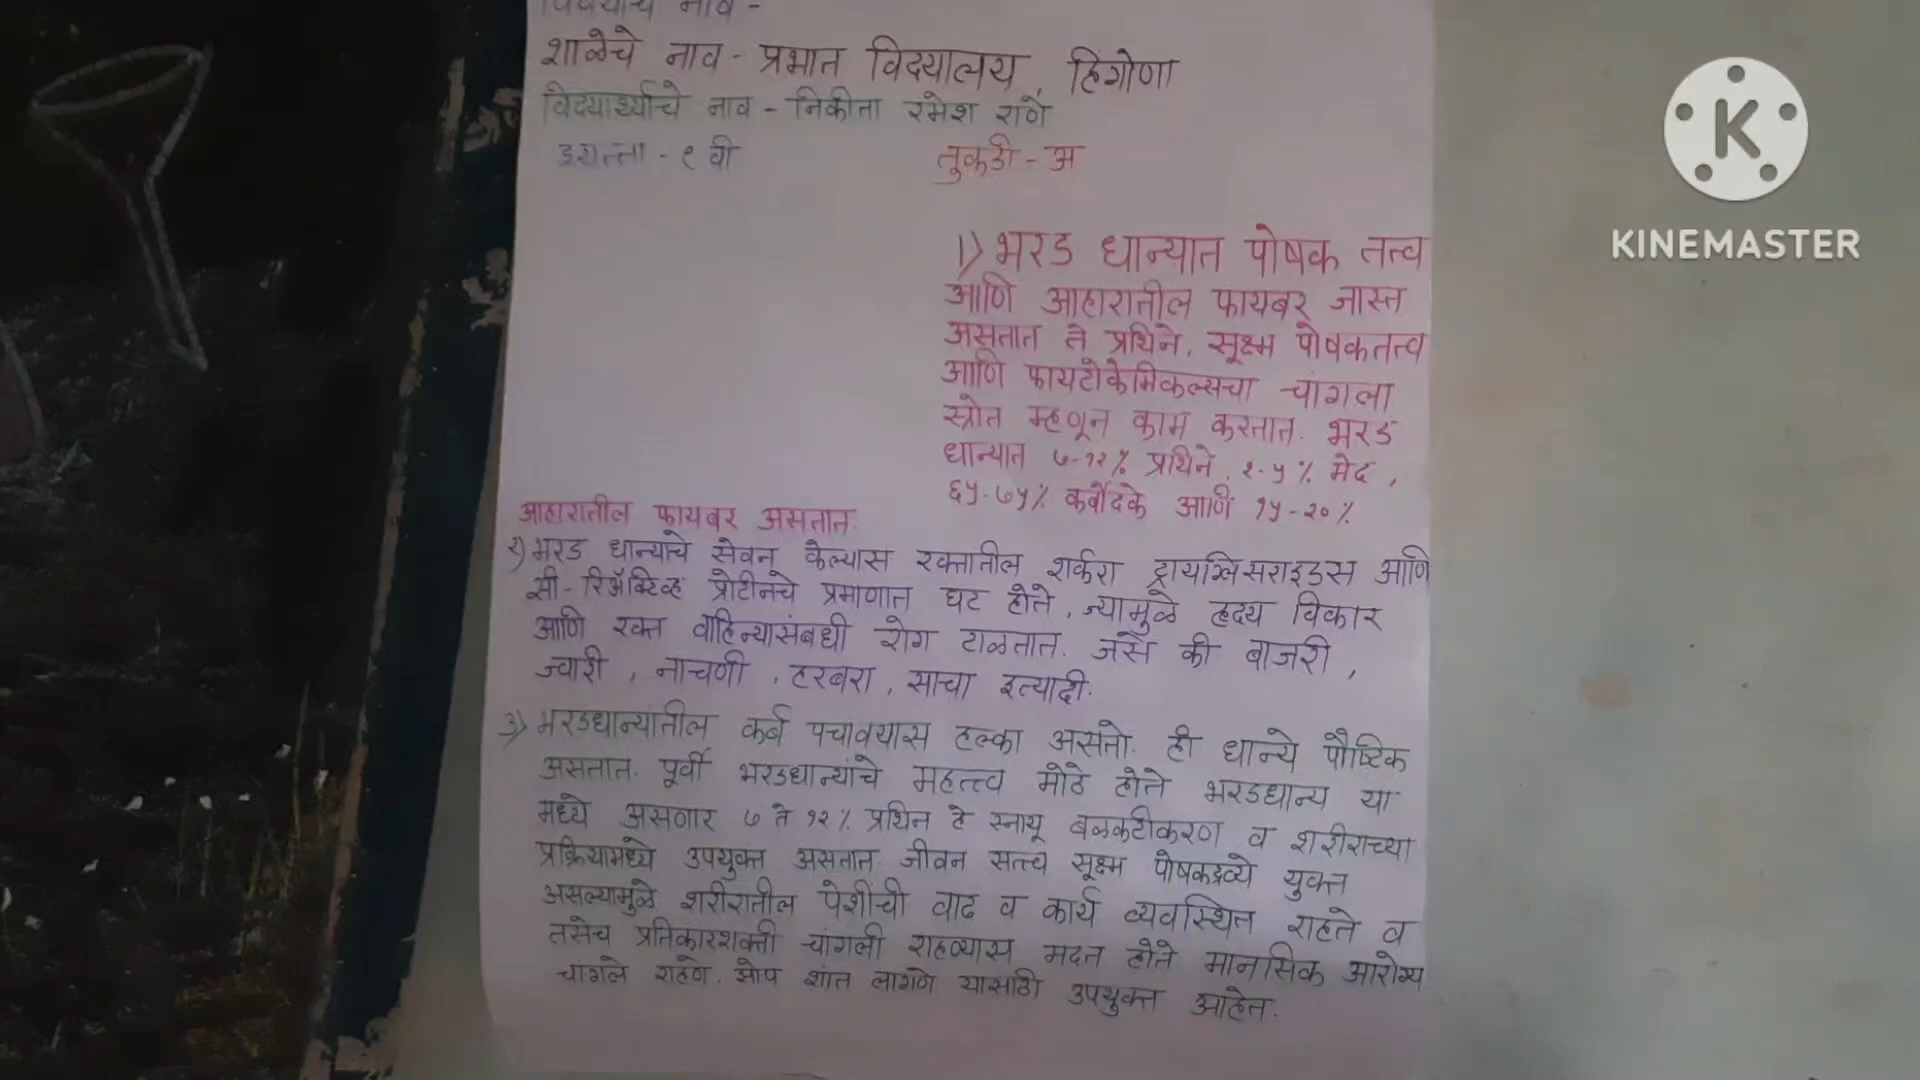 शाळेचे नाव - प्रभात विद्यालय, हिंगोणा
विद्यार्थ्याचे नाव - निकीता रमेश राणे
इयत्ता - ९ वी
तुकडी - अ
KINEMASTER
1) भरड धान्यात पोषक तत्व
आणि आहारातील फायबर जास्त
असतात ते प्रथिने, सूक्ष्म पोषकतत्व
आणि फायटोकेमिकल्सचा चांगला
स्रोत म्हणून काम करतात. भरड
धान्यात ७-१२% प्रथिने, २-५% मेद,
६५-७५% कर्बोदके आणि १५-२०%
आहारातील फायबर असतात.
२) भरड धान्याचे सेवन केल्यास रक्तातील शर्करा ट्रायग्लिसराइडस आणि
सी-रिॲक्टिव्ह प्रोटीनचे प्रमाणात घट होते, ज्यामुळे ह्रदय विकार
आणि रक्त वाहिन्यासंबधी रोग टाळतात. जसे की बाजरी,
ज्वारी, नाचणी, हरबरा, साचा इत्यादी.
3) भरडधान्यातील कर्ब पचावयास हल्का असतो. ही धान्ये पौष्टिक
असतात. पूर्वी भरडधान्यांचे महत्त्व मोठे होते भरडधान्य या
मध्ये असणार ७ ते १२% प्रथिन हे स्नायू बळकटीकरण व शरीराच्या
प्रक्रियामध्ये उपयुक्त असतात. जीवन सत्त्व सूक्ष्म पोषकद्रव्ये युक्त
असल्यामुळे शरीरातील पेशींची वाढ व कार्य व्यवस्थित राहते व
तसेच प्रतिकारशक्ती चांगली राहण्यास मदत होते मानसिक आरोग्य
चांगले राहणे. झोप शांत लागणे यासाठी उपयुक्त आहेत.